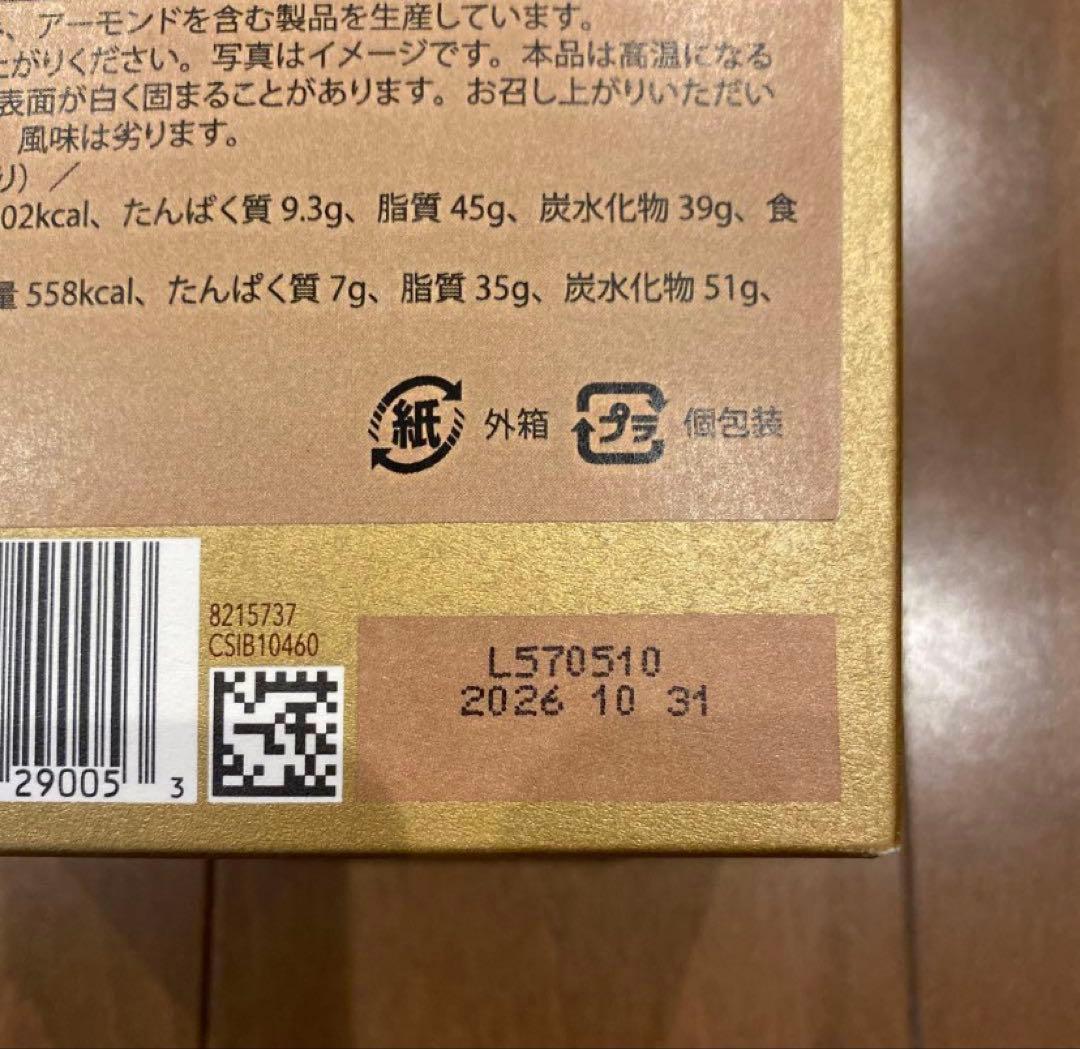 、アーモンドを含む製品を生産しています。
上がりください。写真はイメージです。本品は高温になる
表面が白く固まることがあります。お召し上がりいただい
風味は劣ります。
り）/
02kcal、たんぱく質 9.3g、脂質 45g、炭水化物 39g、食
量 558kcal、たんぱく質 7g、脂質 35g、炭水化物 51g、
紙 外箱 プラ 個包装
8215737
CSIB10460
L570510
2026 10 31
29005 3